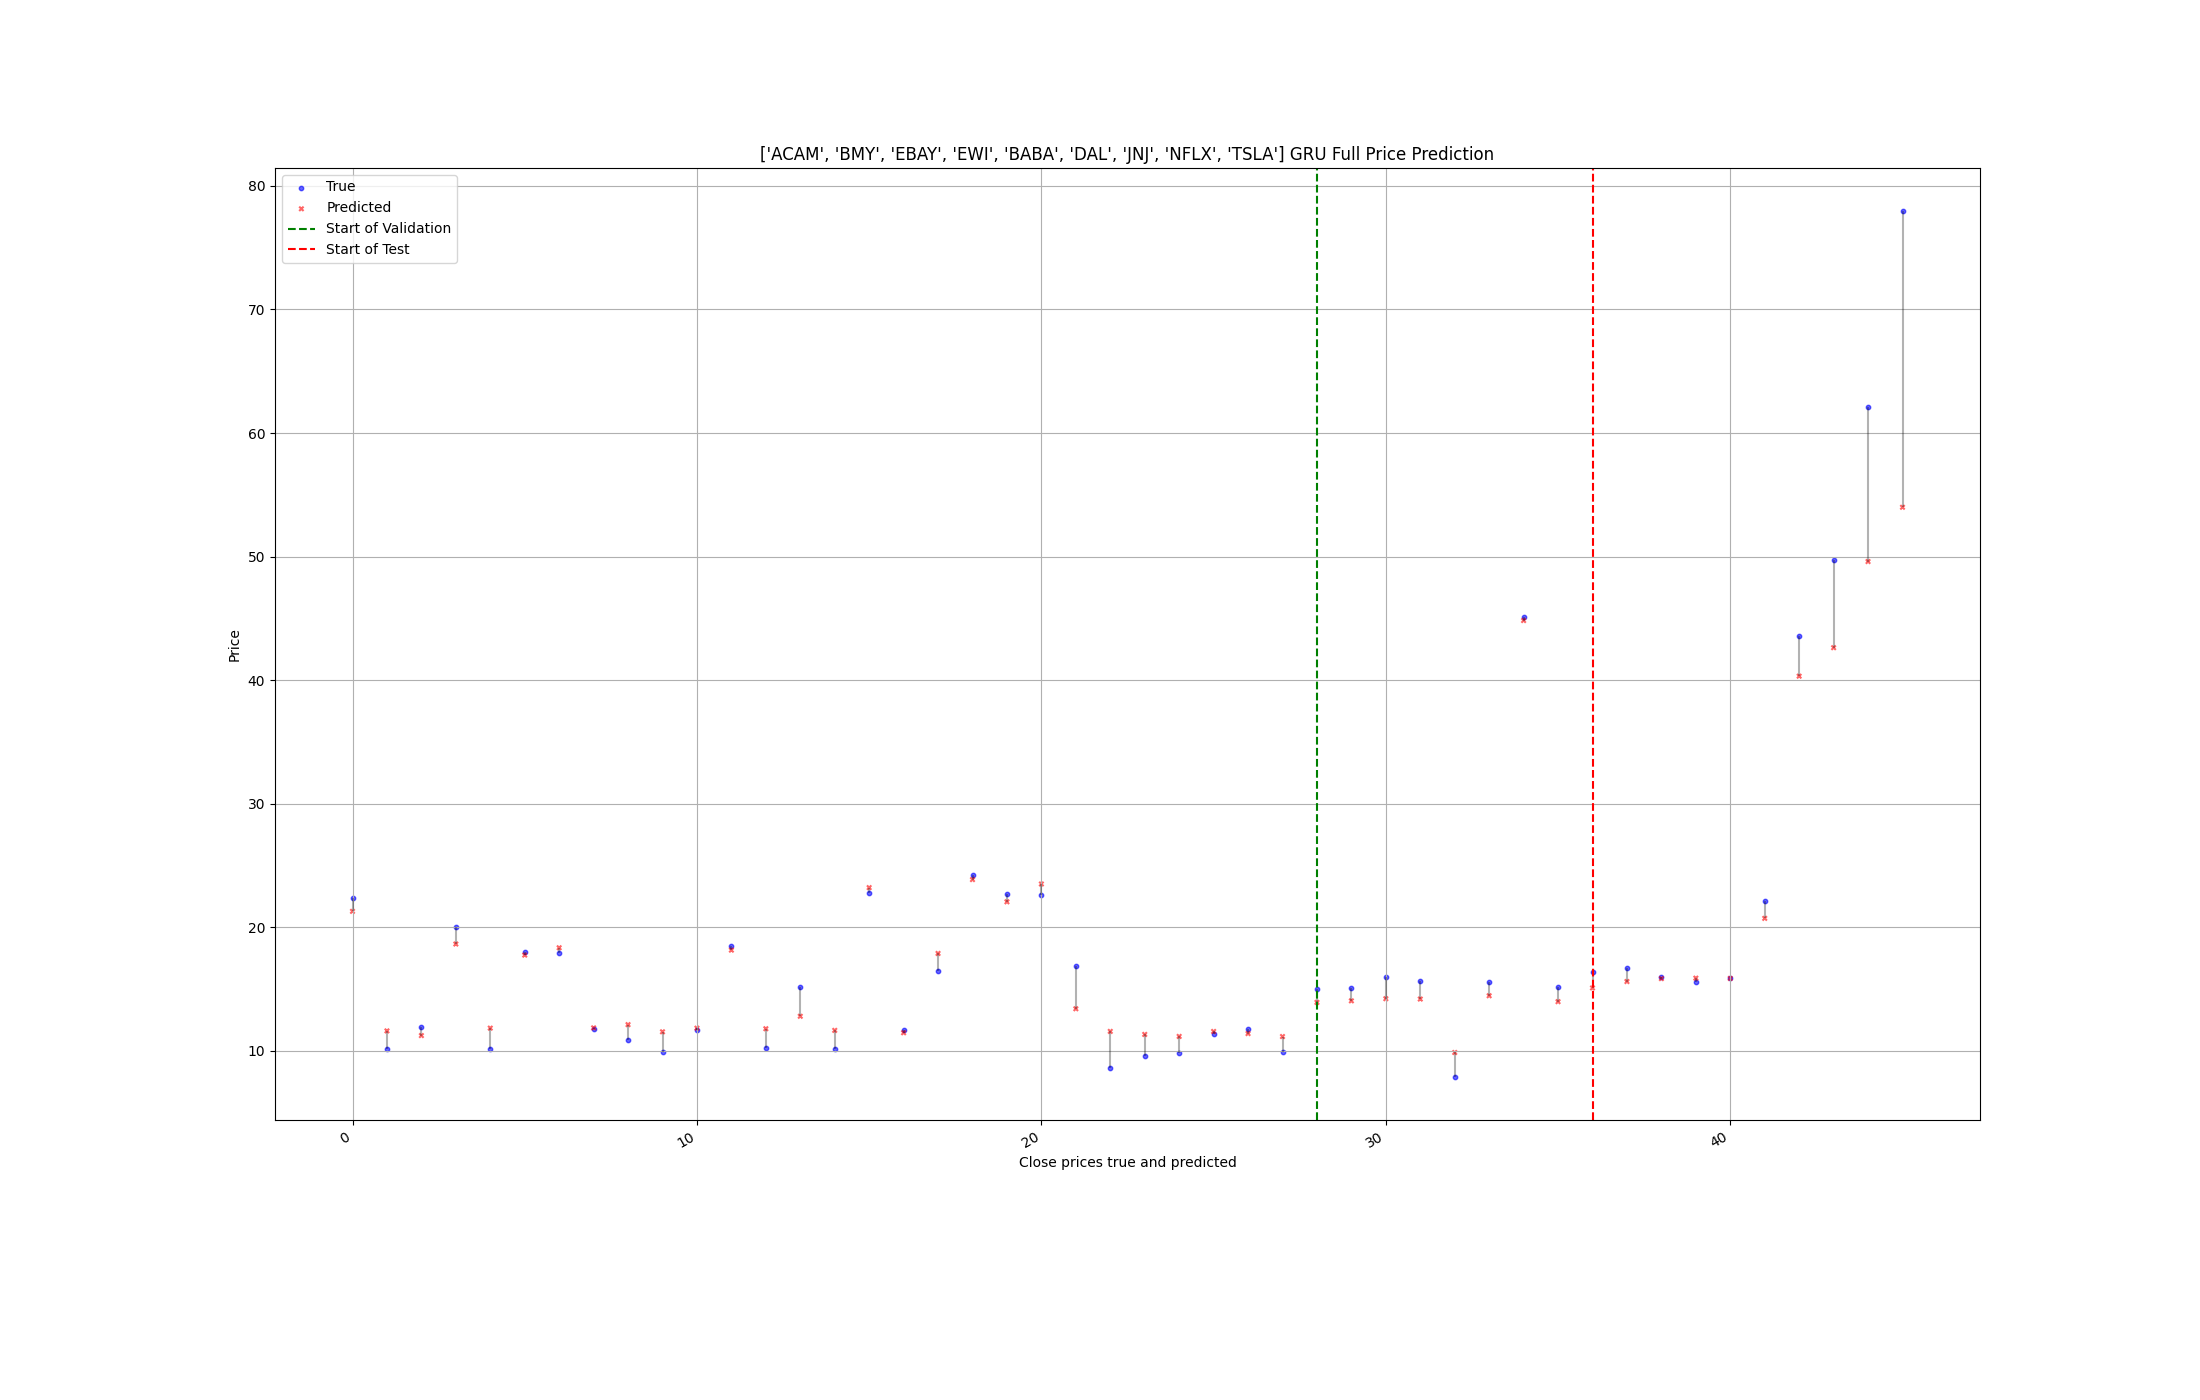 ['ACAM', 'BMY', 'EBAY', 'EWI', 'BABA', 'DAL', 'JNJ', 'NFLX', 'TSLA'] GRU Full Price Prediction
True
Predicted
Start of Validation
Start of Test
80
70
60
50
40
30
20
10
Price
0
10
20
30
40
Close prices true and predicted